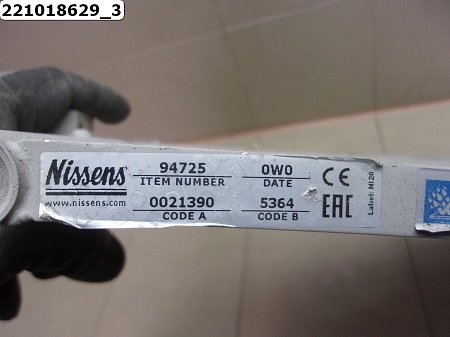 221018629_3
Nissens 94725 0W0 CE
ITEM NUMBER DATE
www.nissens.com 0021390 5364 EAC
CODE A CODE B
Label: NI20